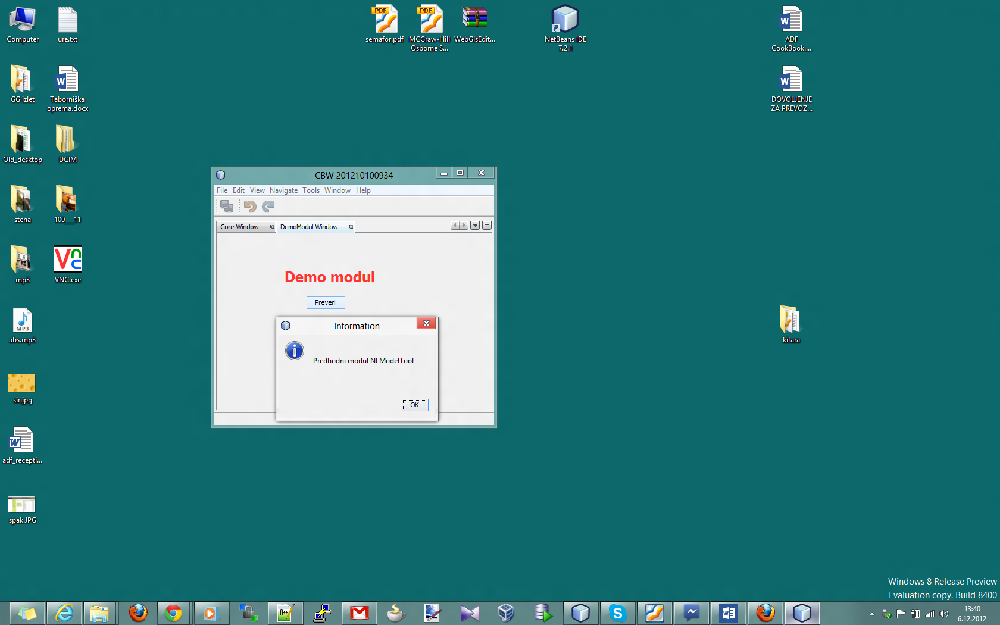 Computer
ure.txt
semafor.pdf
MCGraw-Hill
Osborne S...
WebGisEdit...
NetBeans IDE
7.2.1
ADF
CookBook....
GG izlet
Taborniška
oprema.docx
DOVOLJENJE
ZA PREVOZ...
Old_desktop
DCIM
stena
100___11
mp3
VNC.exe
abs.mp3
kitara
sir.jpg
adf_recepti...
spak.JPG
CBW 201210100934
File Edit View Navigate Tools Window Help
Core Window
DemoModul Window
Demo modul
Preveri
Information
Predhodni modul NI ModelTool
OK
Windows 8 Release Preview
Evaluation copy. Build 8400
13:40
6.12.2012